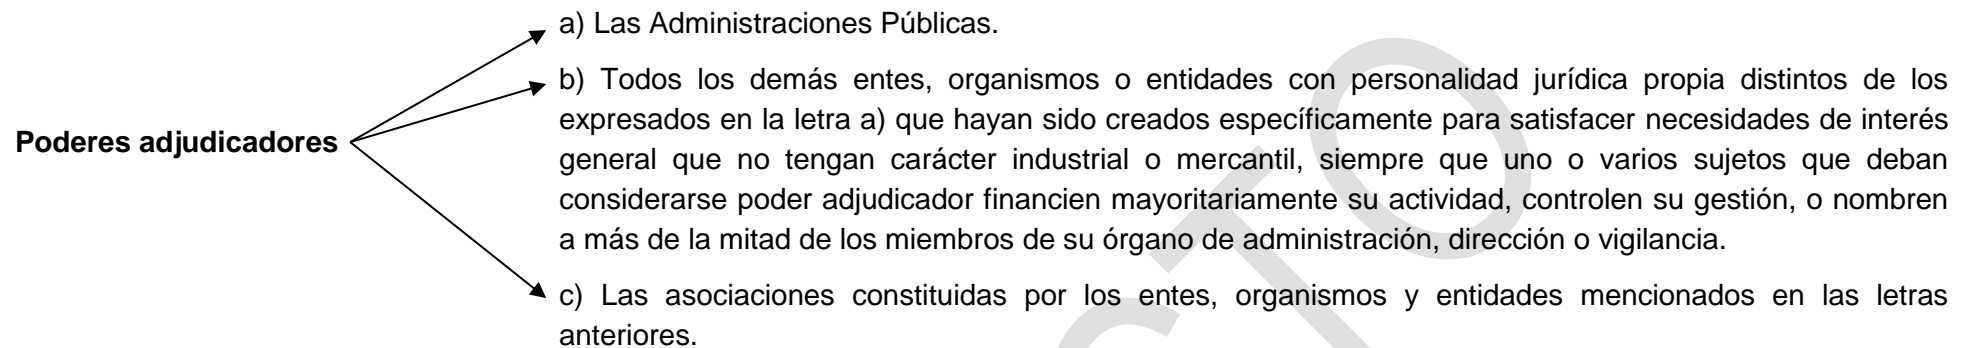 a) Las Administraciones Públicas.
b) Todos los demás entes, organismos o entidades con personalidad jurídica propia distintos de los
expresados en la letra a) que hayan sido creados específicamente para satisfacer necesidades de interés
Poderes adjudicadores
general que no tengan carácter industrial o mercantil, siempre que uno o varios sujetos que deban
considerarse poder adjudicador financien mayoritariamente su actividad, controlen su gestión, o nombren
a más de la mitad de los miembros de su órgano de administración, dirección o vigilancia.
c) Las asociaciones constituidas por los entes, organismos y entidades mencionados en las letras
anteriores.